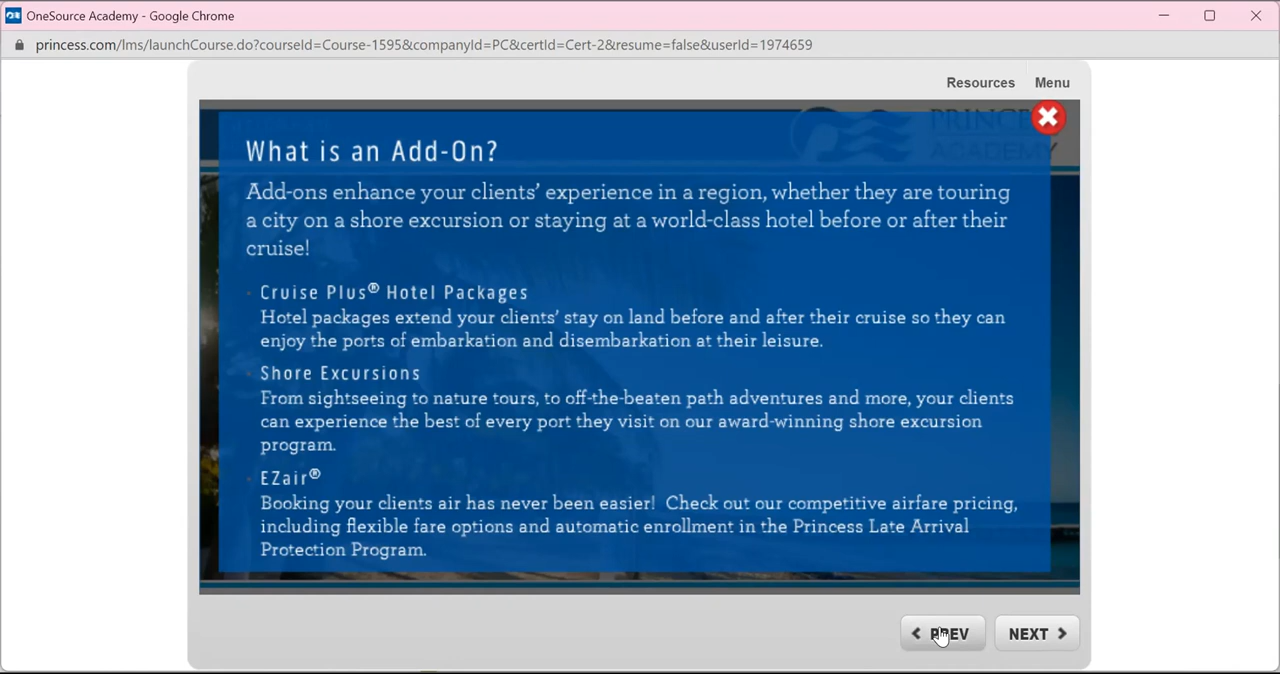 OneSource Academy - Google Chrome
princess.com/lms/launchCourse.do?courseId=Course-1595&companyId=PC&certId=Cert-2&resume=false&userId=1974659
Resources Menu
PRINCESS
ACADEMY
What is an Add-On?
Add-ons enhance your clients' experience in a region, whether they are touring
a city on a shore excursion or staying at a world-class hotel before or after their
cruise!
Cruise Plus® Hotel Packages
Hotel packages extend your clients' stay on land before and after their cruise so they can
enjoy the ports of embarkation and disembarkation at their leisure.
Shore Excursions
From sightseeing to nature tours, to off-the-beaten path adventures and more, your clients
can experience the best of every port they visit on our award-winning shore excursion
program.
EZair®
Booking your clients air has never been easier! Check out our competitive airfare pricing,
including flexible fare options and automatic enrollment in the Princess Late Arrival
Protection Program.
PREV NEXT